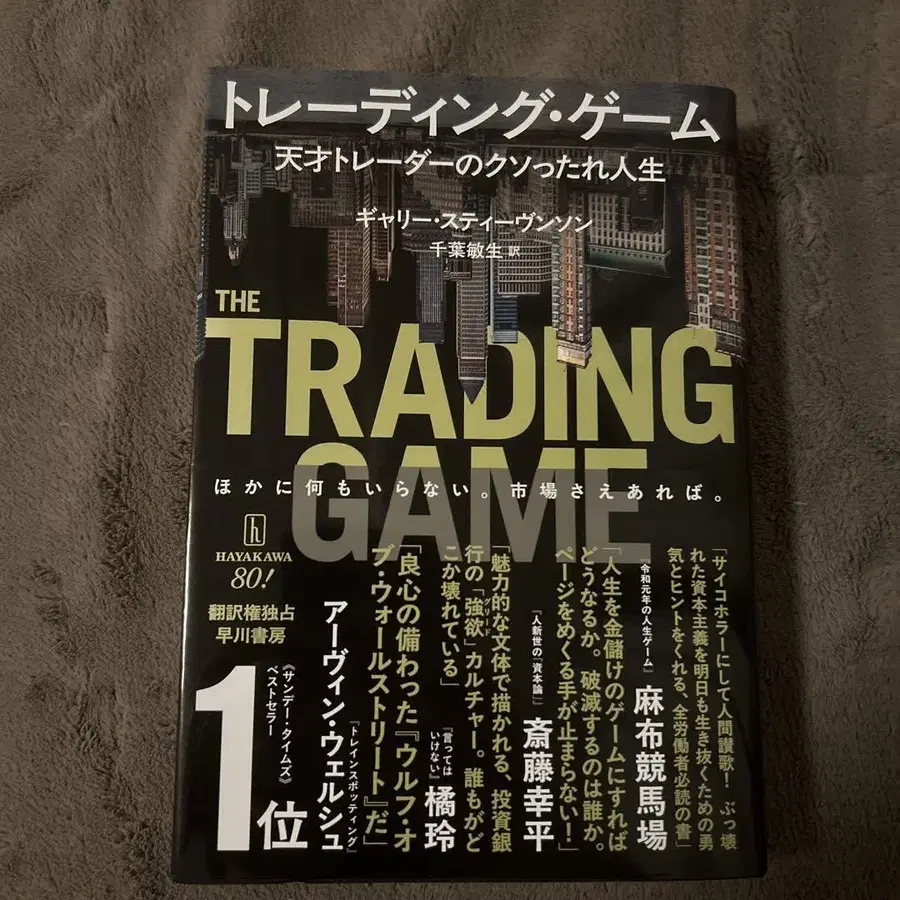 トレーディング・ゲーム
天才トレーダーのクソったれ人生
ギャリー・スティーヴンソン
千葉敏生 訳
THE
TRADING
GAME
ほかに何もいらない。市場さえあれば。
h
HAYAKAWA
80!
翻訳権独占
早川書房
「サイコホラーにして人間讃歌！ ぶっ壊
れた資本主義を明日も生き抜くための勇
気とヒントをくれる、全労働者必読の書」
『令和元年の人生ゲーム』
麻布競馬場
「人生を金儲けのゲームにすれば
どうなるか。破滅するのは誰か。
ページをめくる手が止まらない！」
『人新世の「資本論」』
斎藤幸平
「魅力的な文体で描かれる、投資銀
行の「強欲」カルチャー。誰もがど
グリード
こか壊れている」
『言っては
いけない』
橘玲
「良心の備わった『ウルフ・オ
ブ・ウォールストリート』だ」
『トレインスポッティング』
アーヴィン・ウェルシュ
《サンデー・タイムズ》
ベストセラー
1位